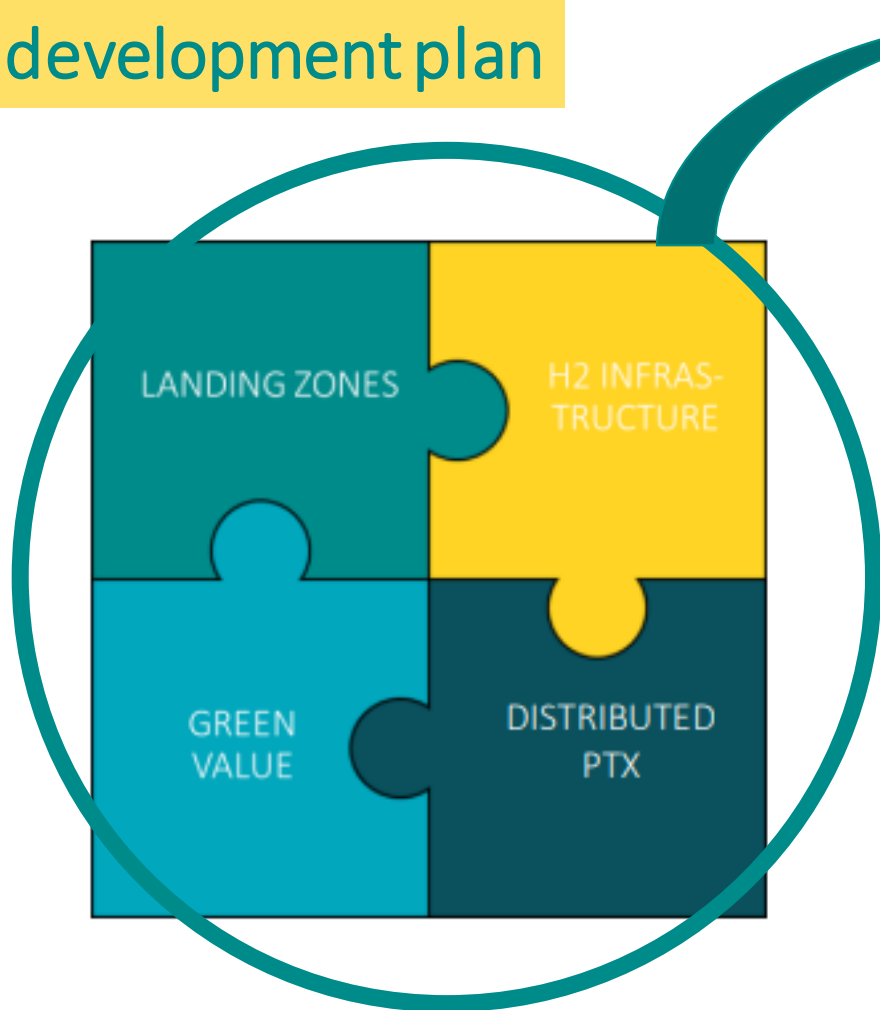 development plan
LANDING ZONES
H2 INFRAS-
TRUCTURE
GREEN
VALUE
DISTRIBUTED
PTX